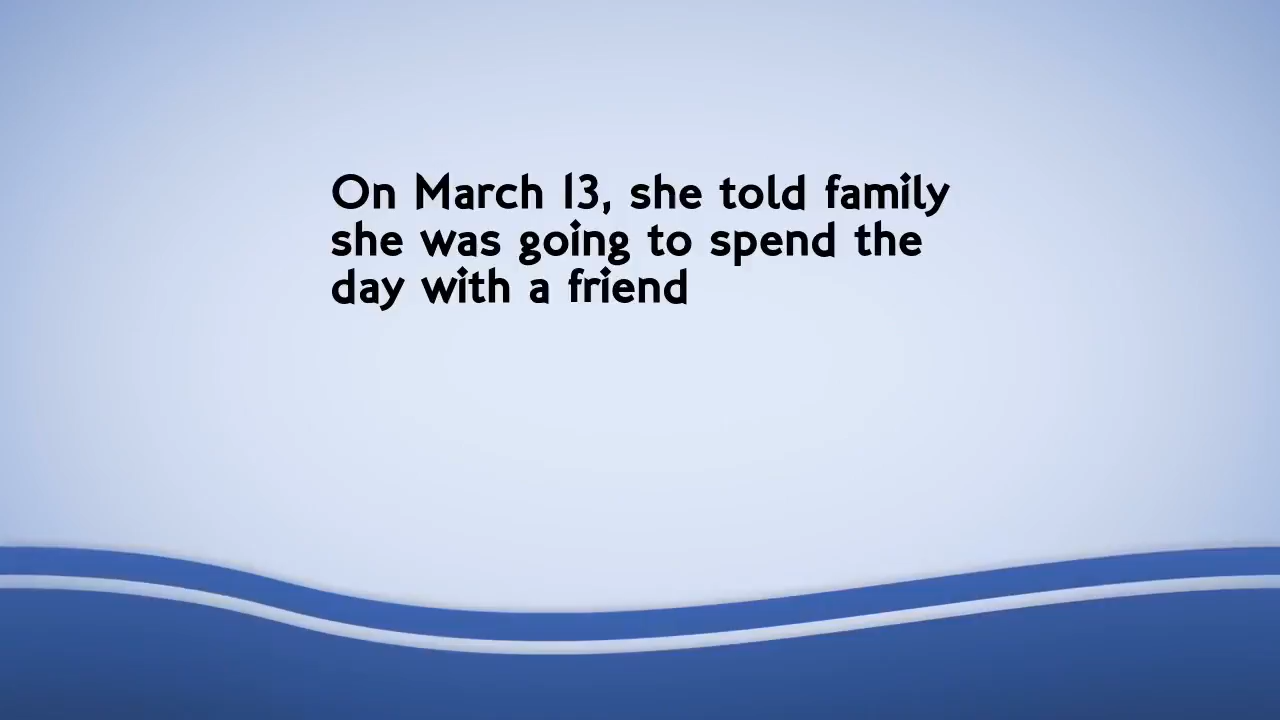 On March 13, she told family
she was going to spend the
day with a friend